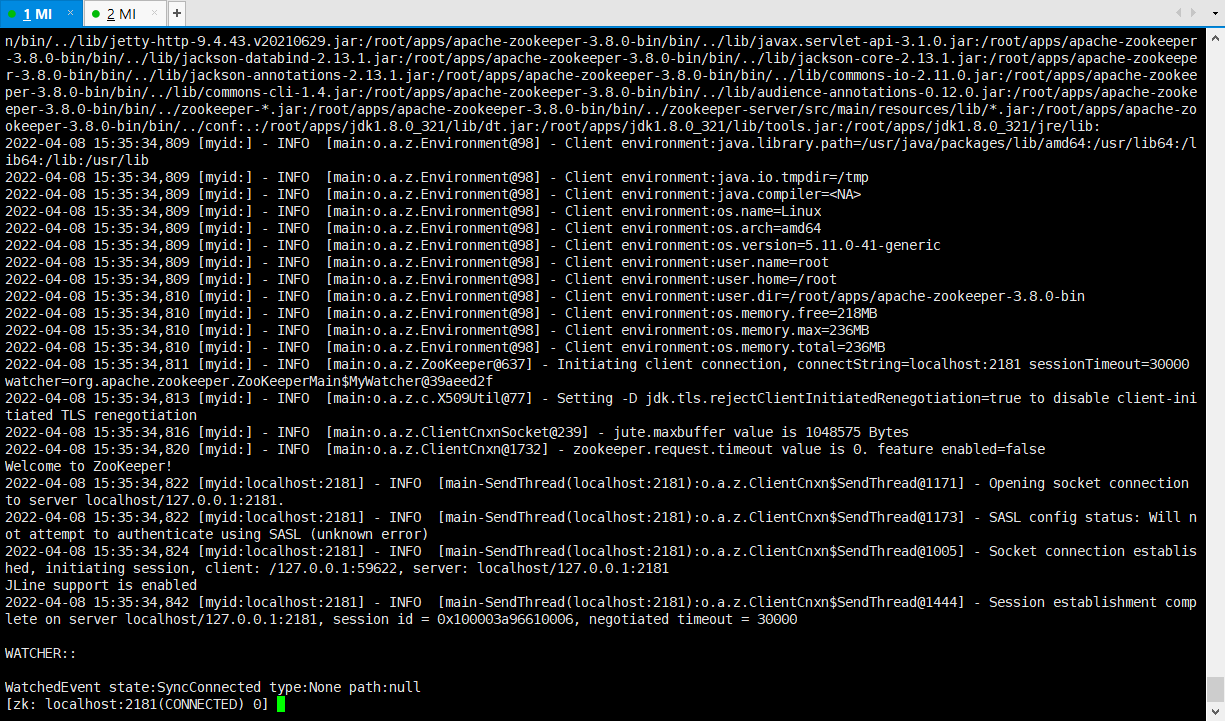 1 MI × 2 MI × +
n/bin/../lib/jetty-http-9.4.43.v20210629.jar:/root/apps/apache-zookeeper-3.8.0-bin/bin/../lib/javax.servlet-api-3.1.0.jar:/root/apps/apache-zookeeper
-3.8.0-bin/bin/../lib/jackson-databind-2.13.1.jar:/root/apps/apache-zookeeper-3.8.0-bin/bin/../lib/jackson-core-2.13.1.jar:/root/apps/apache-zookeepe
r-3.8.0-bin/bin/../lib/jackson-annotations-2.13.1.jar:/root/apps/apache-zookeeper-3.8.0-bin/bin/../lib/commons-io-2.11.0.jar:/root/apps/apache-zookee
per-3.8.0-bin/bin/../lib/commons-cli-1.4.jar:/root/apps/apache-zookeeper-3.8.0-bin/bin/../lib/audience-annotations-0.12.0.jar:/root/apps/apache-zooke
eper-3.8.0-bin/bin/../zookeeper-*.jar:/root/apps/apache-zookeeper-3.8.0-bin/bin/../zookeeper-server/src/main/resources/lib/*.jar:/root/apps/apache-zo
okeeper-3.8.0-bin/bin/../conf:.:/root/apps/jdk1.8.0_321/lib/dt.jar:/root/apps/jdk1.8.0_321/lib/tools.jar:/root/apps/jdk1.8.0_321/jre/lib:
2022-04-08 15:35:34,809 [myid:] - INFO  [main:o.a.z.Environment@98] - Client environment:java.library.path=/usr/java/packages/lib/amd64:/usr/lib64:/l
ib64:/lib:/usr/lib
2022-04-08 15:35:34,809 [myid:] - INFO  [main:o.a.z.Environment@98] - Client environment:java.io.tmpdir=/tmp
2022-04-08 15:35:34,809 [myid:] - INFO  [main:o.a.z.Environment@98] - Client environment:java.compiler=<NA>
2022-04-08 15:35:34,809 [myid:] - INFO  [main:o.a.z.Environment@98] - Client environment:os.name=Linux
2022-04-08 15:35:34,809 [myid:] - INFO  [main:o.a.z.Environment@98] - Client environment:os.arch=amd64
2022-04-08 15:35:34,809 [myid:] - INFO  [main:o.a.z.Environment@98] - Client environment:os.version=5.11.0-41-generic
2022-04-08 15:35:34,809 [myid:] - INFO  [main:o.a.z.Environment@98] - Client environment:user.name=root
2022-04-08 15:35:34,809 [myid:] - INFO  [main:o.a.z.Environment@98] - Client environment:user.home=/root
2022-04-08 15:35:34,810 [myid:] - INFO  [main:o.a.z.Environment@98] - Client environment:user.dir=/root/apps/apache-zookeeper-3.8.0-bin
2022-04-08 15:35:34,810 [myid:] - INFO  [main:o.a.z.Environment@98] - Client environment:os.memory.free=218MB
2022-04-08 15:35:34,810 [myid:] - INFO  [main:o.a.z.Environment@98] - Client environment:os.memory.max=236MB
2022-04-08 15:35:34,810 [myid:] - INFO  [main:o.a.z.Environment@98] - Client environment:os.memory.total=236MB
2022-04-08 15:35:34,811 [myid:] - INFO  [main:o.a.z.ZooKeeper@637] - Initiating client connection, connectString=localhost:2181 sessionTimeout=30000
watcher=org.apache.zookeeper.ZooKeeperMain$MyWatcher@39aeed2f
2022-04-08 15:35:34,813 [myid:] - INFO  [main:o.a.z.c.X509Util@77] - Setting -D jdk.tls.rejectClientInitiatedRenegotiation=true to disable client-ini
tiated TLS renegotiation
2022-04-08 15:35:34,816 [myid:] - INFO  [main:o.a.z.ClientCnxnSocket@239] - jute.maxbuffer value is 1048575 Bytes
2022-04-08 15:35:34,820 [myid:] - INFO  [main:o.a.z.ClientCnxn@1732] - zookeeper.request.timeout value is 0. feature enabled=false
Welcome to ZooKeeper!
2022-04-08 15:35:34,822 [myid:localhost:2181] - INFO  [main-SendThread(localhost:2181):o.a.z.ClientCnxn$SendThread@1171] - Opening socket connection
to server localhost/127.0.0.1:2181.
2022-04-08 15:35:34,822 [myid:localhost:2181] - INFO  [main-SendThread(localhost:2181):o.a.z.ClientCnxn$SendThread@1173] - SASL config status: Will n
ot attempt to authenticate using SASL (unknown error)
2022-04-08 15:35:34,824 [myid:localhost:2181] - INFO  [main-SendThread(localhost:2181):o.a.z.ClientCnxn$SendThread@1005] - Socket connection establis
hed, initiating session, client: /127.0.0.1:59622, server: localhost/127.0.0.1:2181
JLine support is enabled
2022-04-08 15:35:34,842 [myid:localhost:2181] - INFO  [main-SendThread(localhost:2181):o.a.z.ClientCnxn$SendThread@1444] - Session establishment comp
lete on server localhost/127.0.0.1:2181, session id = 0x100003a96610006, negotiated timeout = 30000
WATCHER::
WatchedEvent state:SyncConnected type:None path:null
[zk: localhost:2181(CONNECTED) 0]